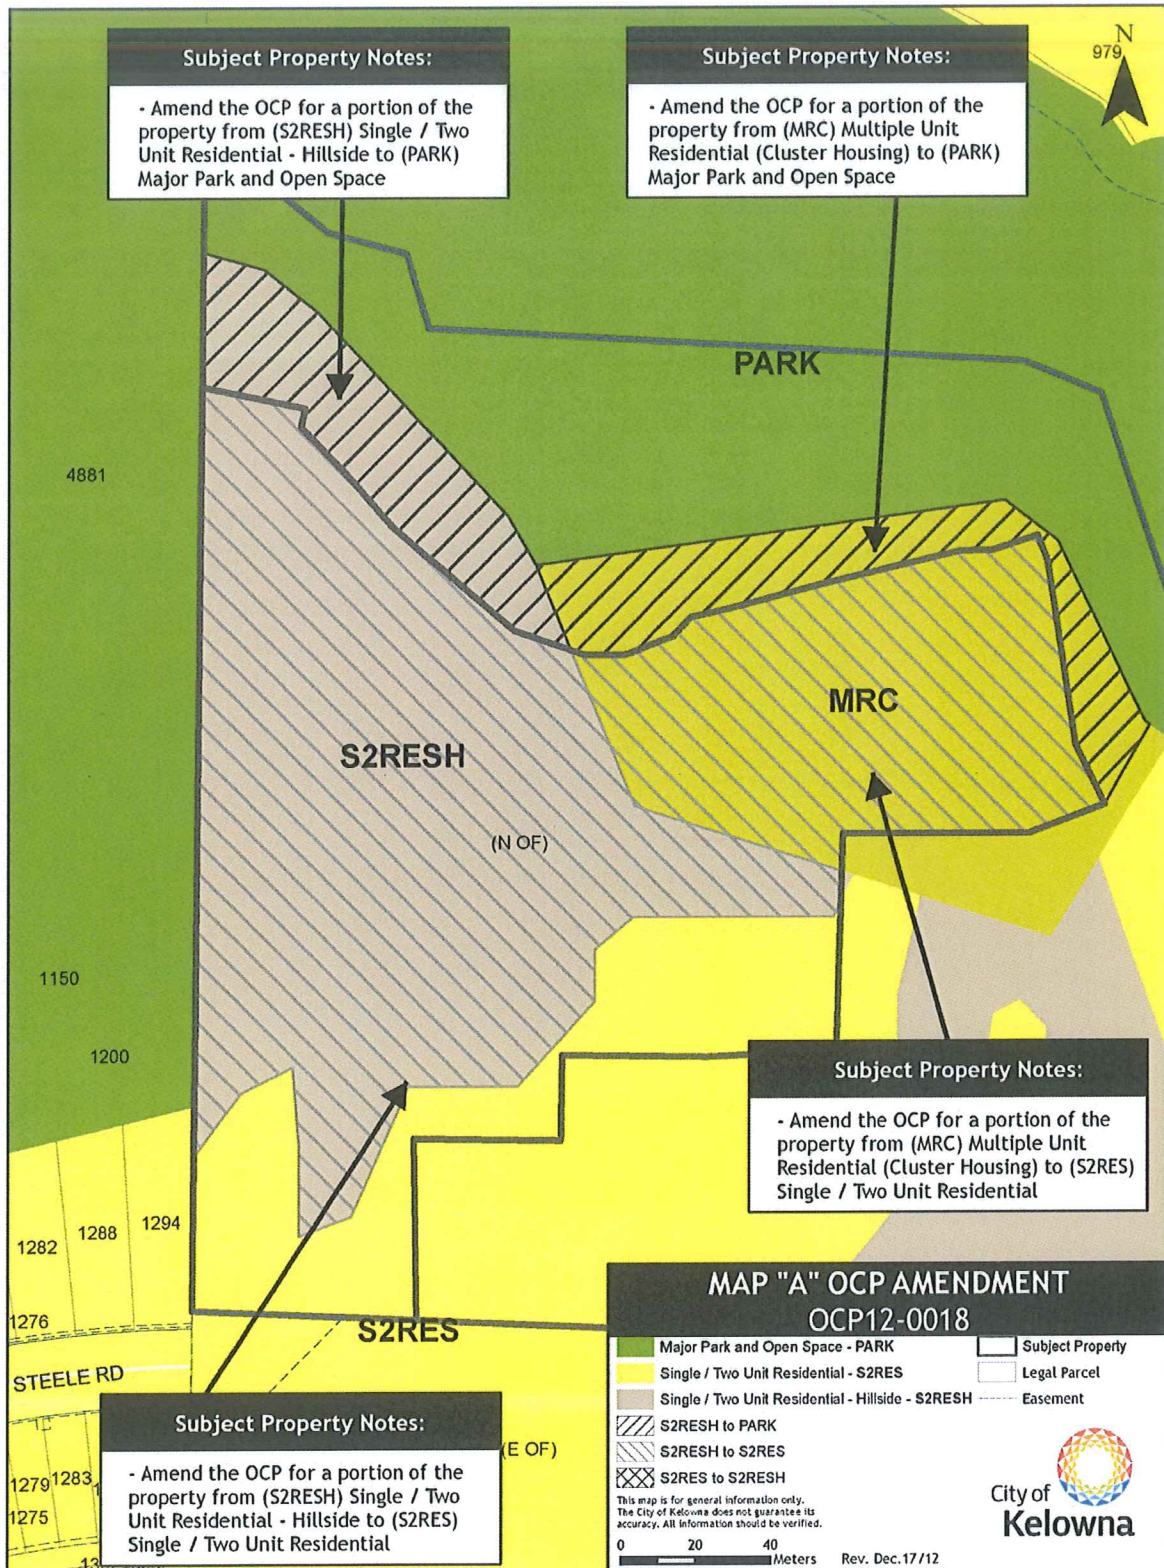 N
979
Subject Property Notes:
- Amend the OCP for a portion of the
property from (S2RESH) Single / Two
Unit Residential - Hillside to (PARK)
Major Park and Open Space
Subject Property Notes:
- Amend the OCP for a portion of the
property from (MRC) Multiple Unit
Residential (Cluster Housing) to (PARK)
Major Park and Open Space
PARK
4881
MRC
S2RESH
(N OF)
1150
1200
Subject Property Notes:
- Amend the OCP for a portion of the
property from (MRC) Multiple Unit
Residential (Cluster Housing) to (S2RES)
Single / Two Unit Residential
1294
1288
1282
1276
S2RES
STEELE RD
(E OF)
1279
1283
1275
Subject Property Notes:
- Amend the OCP for a portion of the
property from (S2RESH) Single / Two
Unit Residential - Hillside to (S2RES)
Single / Two Unit Residential
MAP "A" OCP AMENDMENT
OCP12-0018
Major Park and Open Space - PARK
Single / Two Unit Residential - S2RES
Single / Two Unit Residential - Hillside - S2RESH
S2RESH to PARK
S2RESH to S2RES
S2RES to S2RESH
Subject Property
Legal Parcel
Easement
This map is for general information only.
The City of Kelowna does not guarantee its
accuracy. All information should be verified.
0 20 40
Meters
Rev. Dec.17/12
City of
Kelowna